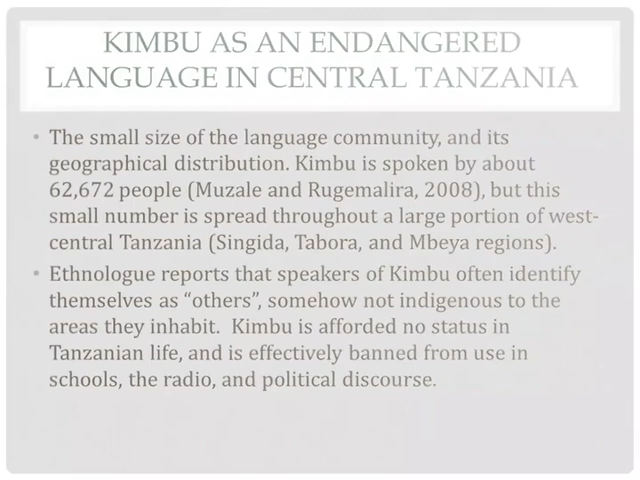 KIMBU AS AN ENDANGERED
LANGUAGE IN CENTRAL TANZANIA
• The small size of the language community, and its
geographical distribution. Kimbu is spoken by about
62,672 people (Muzale and Rugemalira, 2008), but this
small number is spread throughout a large portion of west-
central Tanzania (Singida, Tabora, and Mbeya regions).
• Ethnologue reports that speakers of Kimbu often identify
themselves as “others”, somehow not indigenous to the
areas they inhabit.  Kimbu is afforded no status in
Tanzanian life, and is effectively banned from use in
schools, the radio, and political discourse.